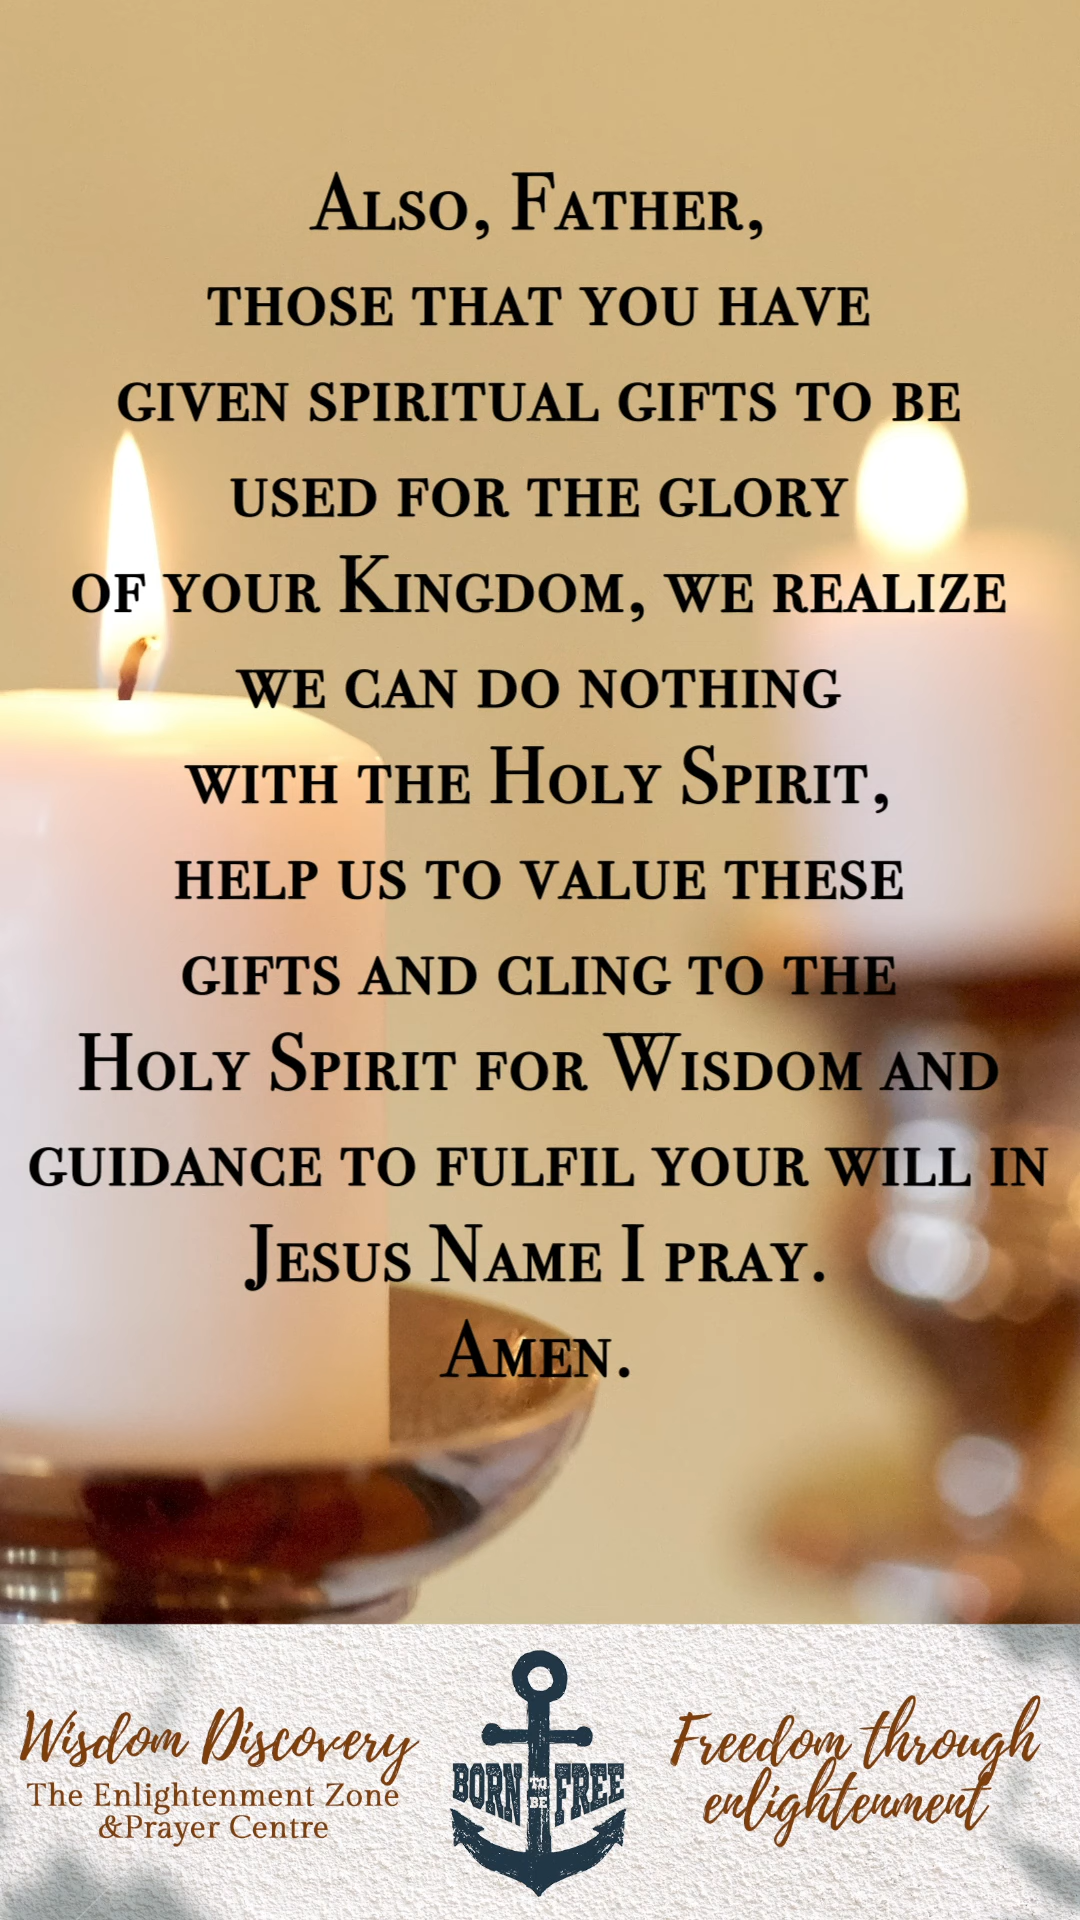 Also, Father,
those that you have
given spiritual gifts to be
used for the glory
of your Kingdom, we realize
we can do nothing
with the Holy Spirit,
help us to value these
gifts and cling to the
Holy Spirit for Wisdom and
guidance to fulfil your will in
Jesus Name I pray.
Amen.
Wisdom Discovery
The Enlightenment Zone
&Prayer Centre
BORN TO BE FREE
Freedom through
enlightenment